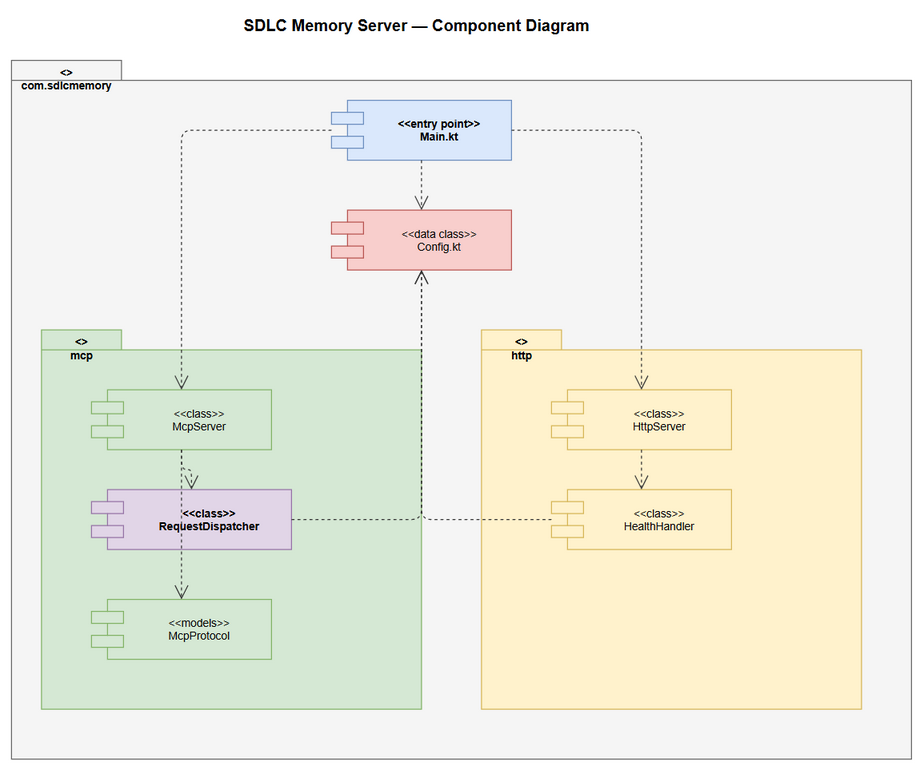 SDLC Memory Server — Component Diagram
<>
com.sdlcmemory
<<entry point>>
Main.kt
<<data class>>
Config.kt
<>
mcp
<>
http
<<class>>
McpServer
<<class>>
HttpServer
<<class>>
RequestDispatcher
<<class>>
HealthHandler
<<models>>
McpProtocol